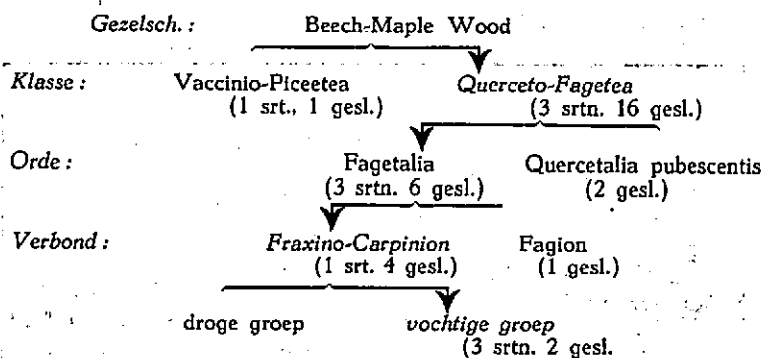 Gezelsch. : Beech-Maple Wood
Klasse : Vaccinio-Piceetea Querceto-Fagetea
(1 srt., 1 gesl.) (3 srtn. 16 gesl.)
Orde : Fagetalia Quercetalia pubescentis
(3 srtn. 6 gesl.) (2 gesl.)
Verbond : Fraxino-Carpinion Fagion
(1 srt. 4 gesl.) (1 gesl.)
droge groep vochtige groep
(3 srtn. 2 gesl.